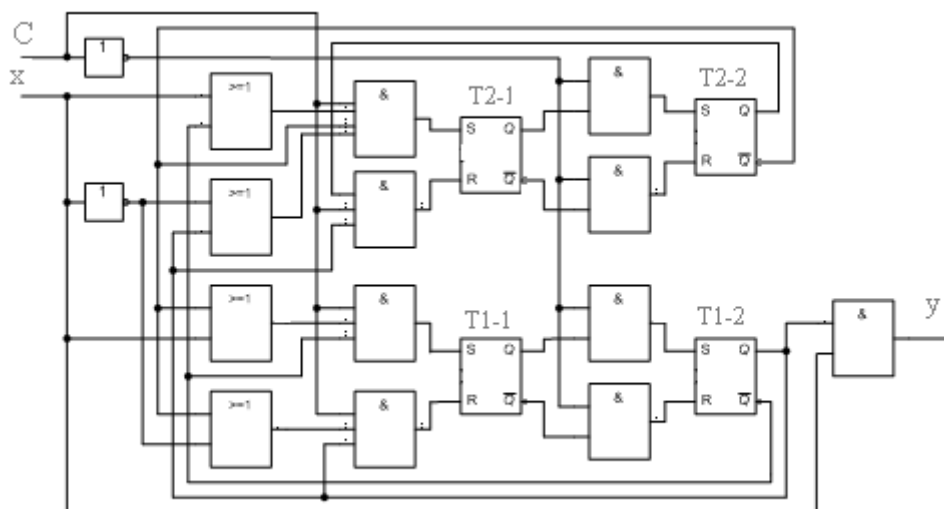 C
1
x
>=1
&
T2-1
S Q
R Q
&
T2-2
S Q
R Q
1
>=1
&
&
>=1
&
T1-1
S Q
R Q
&
T1-2
S Q
R Q
&
y
>=1
&
&